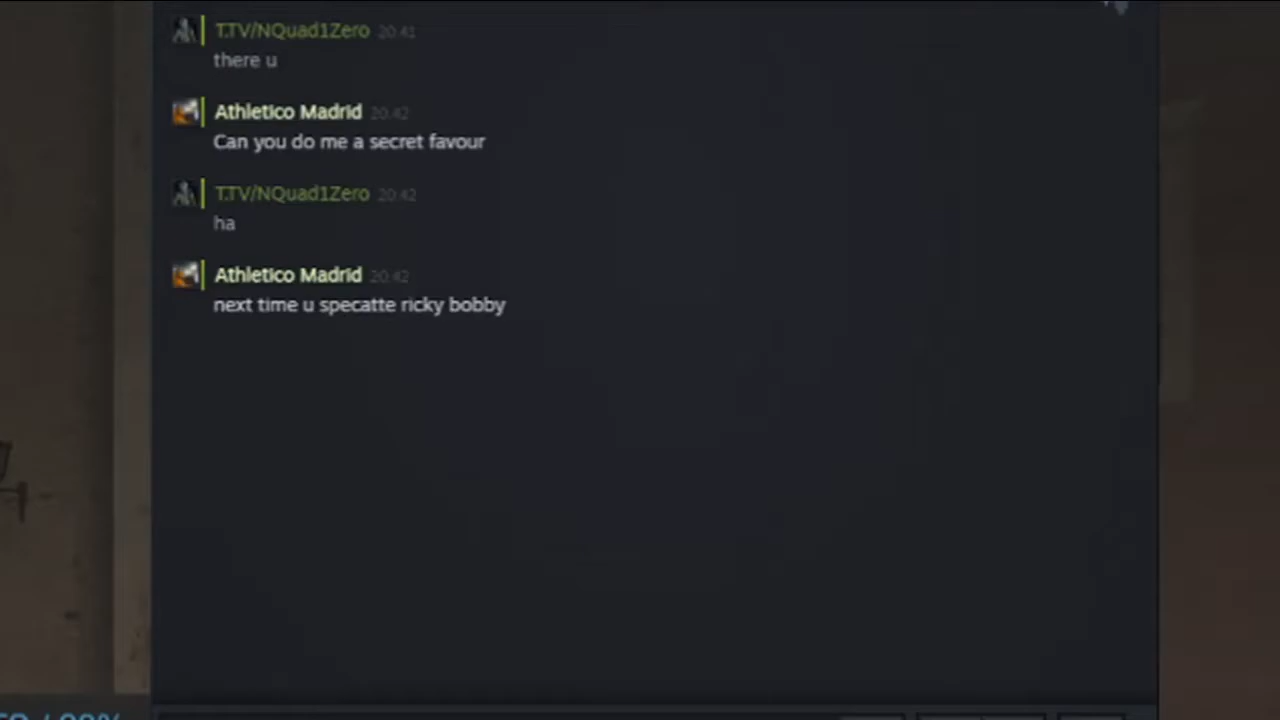 T.TV/NQuad1Zero 20:41
there u
Athletico Madrid 20:42
Can you do me a secret favour
T.TV/NQuad1Zero 20:42
ha
Athletico Madrid 20:42
next time u specatte ricky bobby